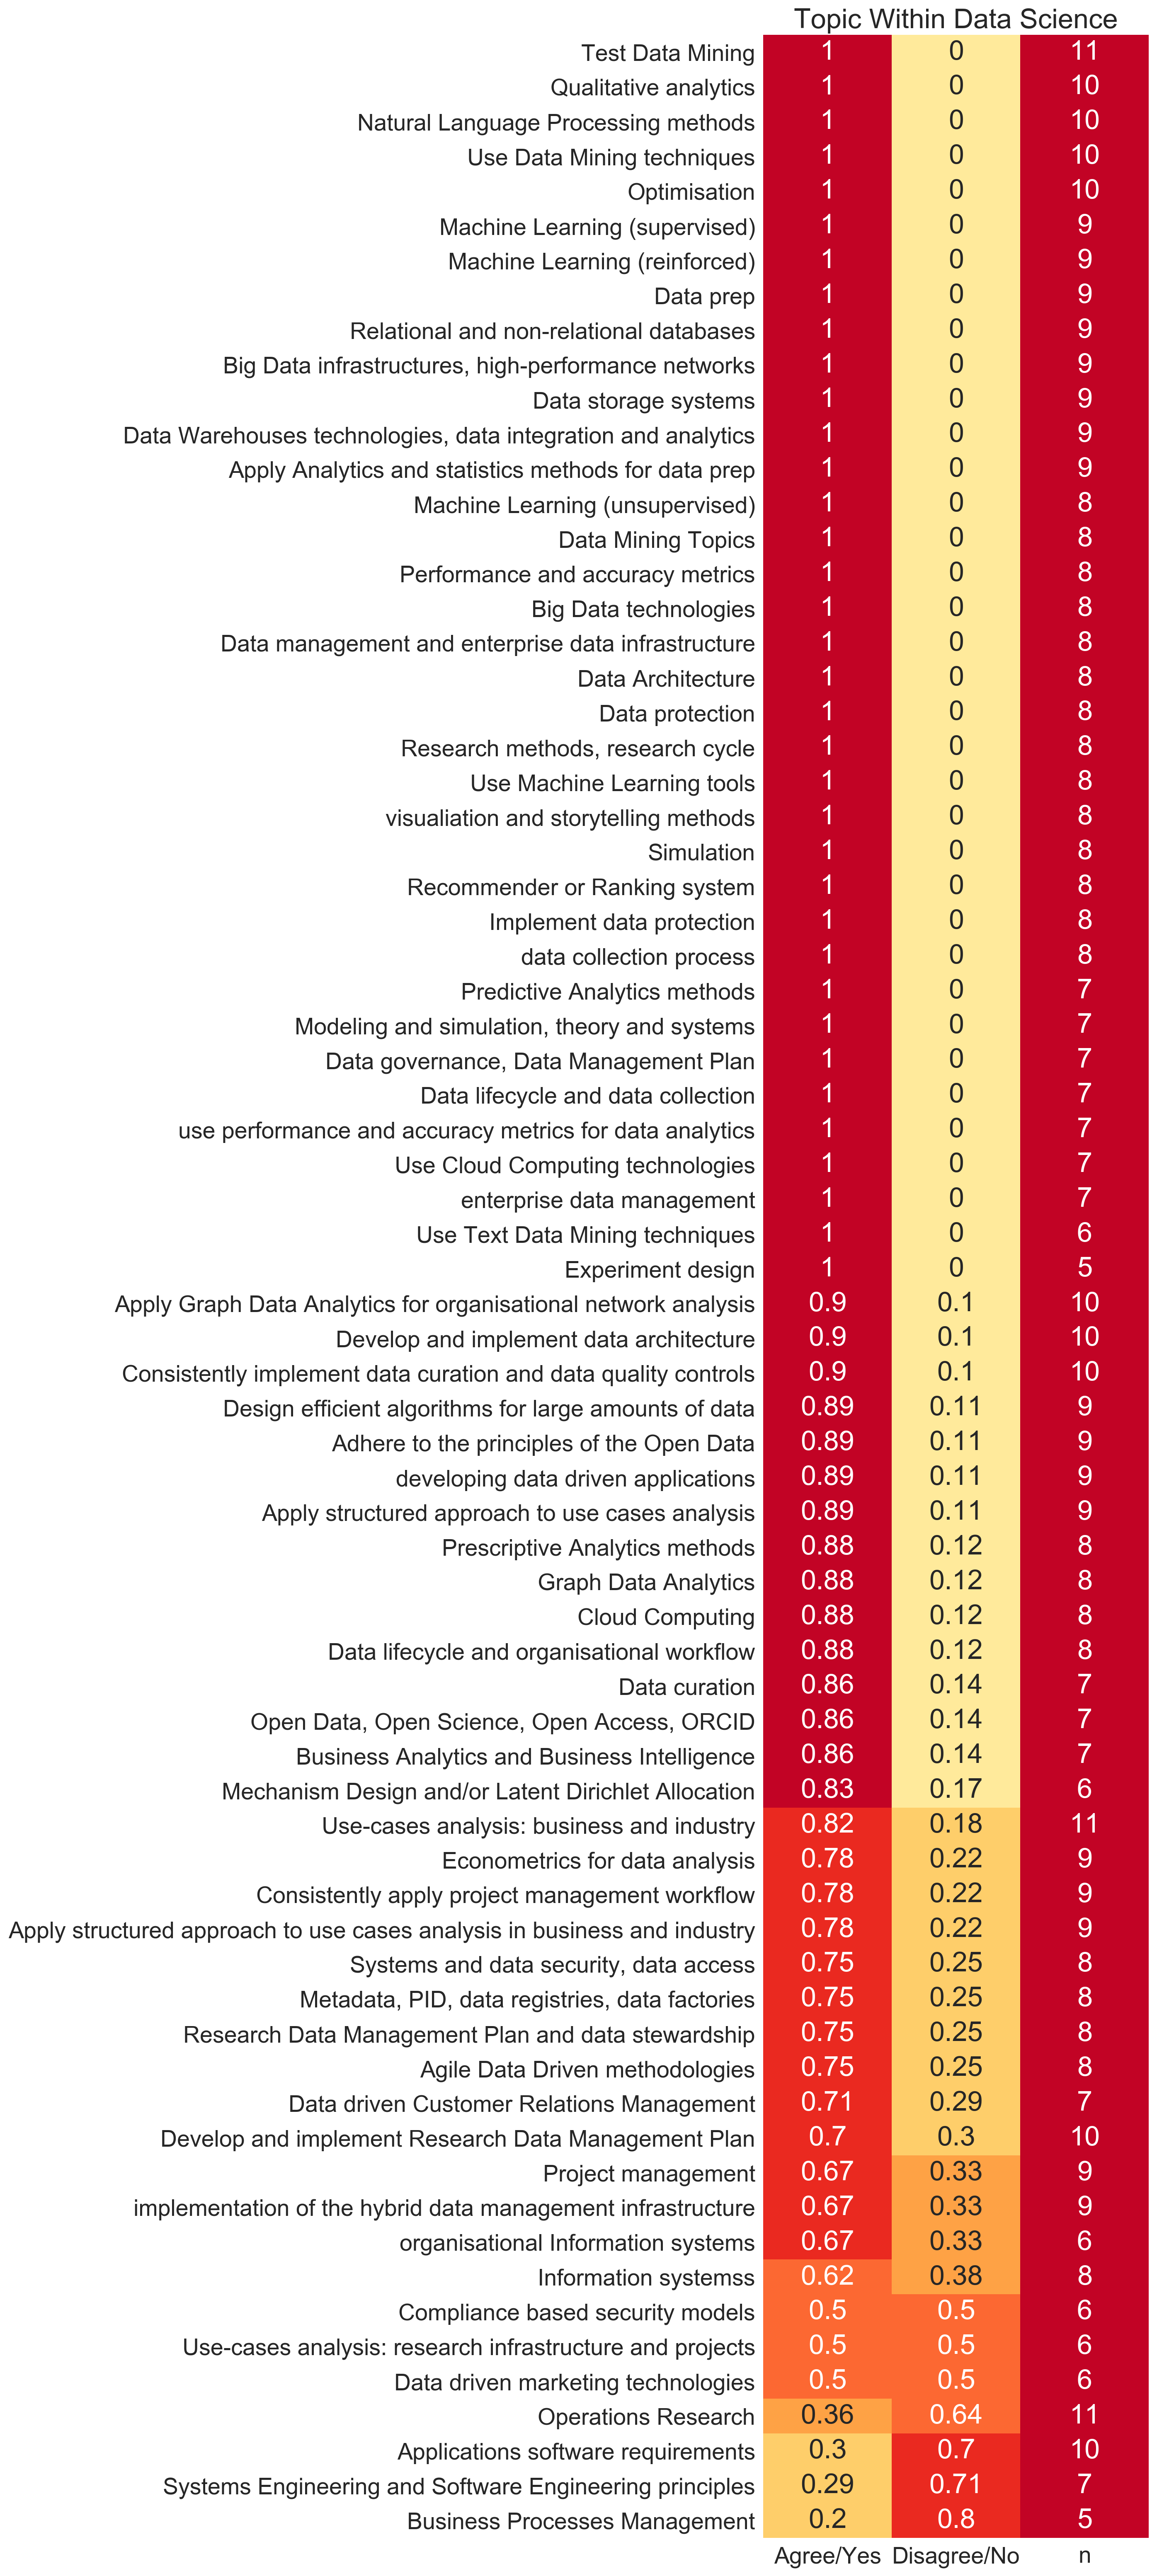 Topic Within Data Science
Test Data Mining 1 0 11
Qualitative analytics 1 0 10
Natural Language Processing methods 1 0 10
Use Data Mining techniques 1 0 10
Optimisation 1 0 10
Machine Learning (supervised) 1 0 9
Machine Learning (reinforced) 1 0 9
Data prep 1 0 9
Relational and non-relational databases 1 0 9
Big Data infrastructures, high-performance networks 1 0 9
Data storage systems 1 0 9
Data Warehouses technologies, data integration and analytics 1 0 9
Apply Analytics and statistics methods for data prep 1 0 9
Machine Learning (unsupervised) 1 0 8
Data Mining Topics 1 0 8
Performance and accuracy metrics 1 0 8
Big Data technologies 1 0 8
Data management and enterprise data infrastructure 1 0 8
Data Architecture 1 0 8
Data protection 1 0 8
Research methods, research cycle 1 0 8
Use Machine Learning tools 1 0 8
visualiation and storytelling methods 1 0 8
Simulation 1 0 8
Recommender or Ranking system 1 0 8
Implement data protection 1 0 8
data collection process 1 0 8
Predictive Analytics methods 1 0 7
Modeling and simulation, theory and systems 1 0 7
Data governance, Data Management Plan 1 0 7
Data lifecycle and data collection 1 0 7
use performance and accuracy metrics for data analytics 1 0 7
Use Cloud Computing technologies 1 0 7
enterprise data management 1 0 7
Use Text Data Mining techniques 1 0 6
Experiment design 1 0 5
Apply Graph Data Analytics for organisational network analysis 0.9 0.1 10
Develop and implement data architecture 0.9 0.1 10
Consistently implement data curation and data quality controls 0.9 0.1 10
Design efficient algorithms for large amounts of data 0.89 0.11 9
Adhere to the principles of the Open Data 0.89 0.11 9
developing data driven applications 0.89 0.11 9
Apply structured approach to use cases analysis 0.89 0.11 9
Prescriptive Analytics methods 0.88 0.12 8
Graph Data Analytics 0.88 0.12 8
Cloud Computing 0.88 0.12 8
Data lifecycle and organisational workflow 0.88 0.12 8
Data curation 0.86 0.14 7
Open Data, Open Science, Open Access, ORCID 0.86 0.14 7
Business Analytics and Business Intelligence 0.86 0.14 7
Mechanism Design and/or Latent Dirichlet Allocation 0.83 0.17 6
Use-cases analysis: business and industry 0.82 0.18 11
Econometrics for data analysis 0.78 0.22 9
Consistently apply project management workflow 0.78 0.22 9
Apply structured approach to use cases analysis in business and industry 0.78 0.22 9
Systems and data security, data access 0.75 0.25 8
Metadata, PID, data registries, data factories 0.75 0.25 8
Research Data Management Plan and data stewardship 0.75 0.25 8
Agile Data Driven methodologies 0.75 0.25 8
Data driven Customer Relations Management 0.71 0.29 7
Develop and implement Research Data Management Plan 0.7 0.3 10
Project management 0.67 0.33 9
implementation of the hybrid data management infrastructure 0.67 0.33 9
organisational Information systems 0.67 0.33 6
Information systemss 0.62 0.38 8
Compliance based security models 0.5 0.5 6
Use-cases analysis: research infrastructure and projects 0.5 0.5 6
Data driven marketing technologies 0.5 0.5 6
Operations Research 0.36 0.64 11
Applications software requirements 0.3 0.7 10
Systems Engineering and Software Engineering principles 0.29 0.71 7
Business Processes Management 0.2 0.8 5
Agree/Yes Disagree/No n